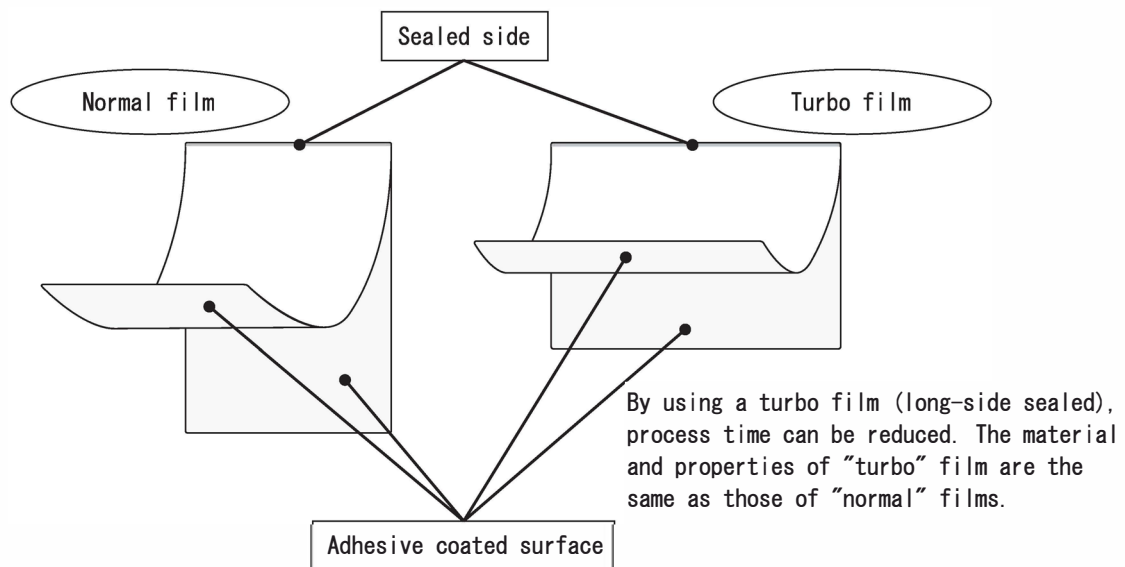 Sealed side
Normal film
Turbo film
By using a turbo film (long-side sealed),
process time can be reduced. The material
and properties of "turbo" film are the
same as those of "normal" films.
Adhesive coated surface